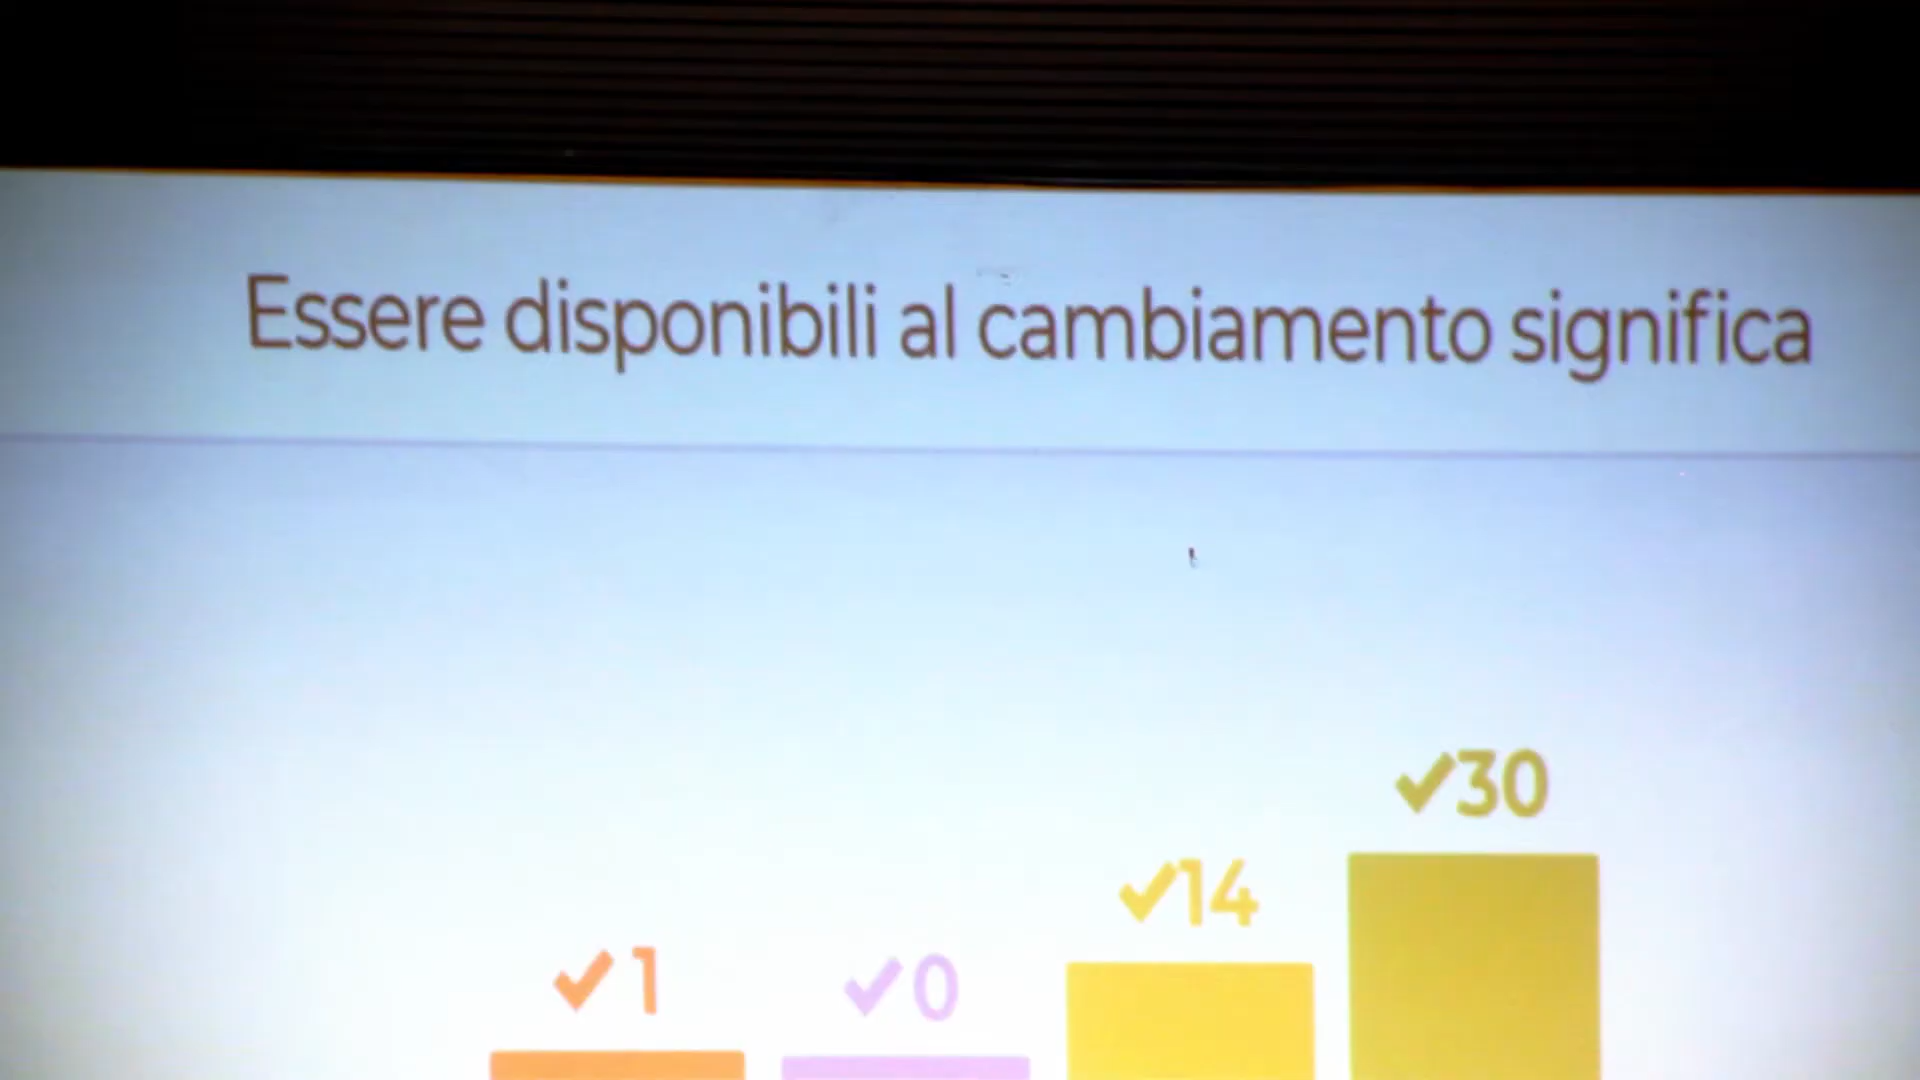 Essere disponibili al cambiamento significa
✔30
✔14
✔1
✔0